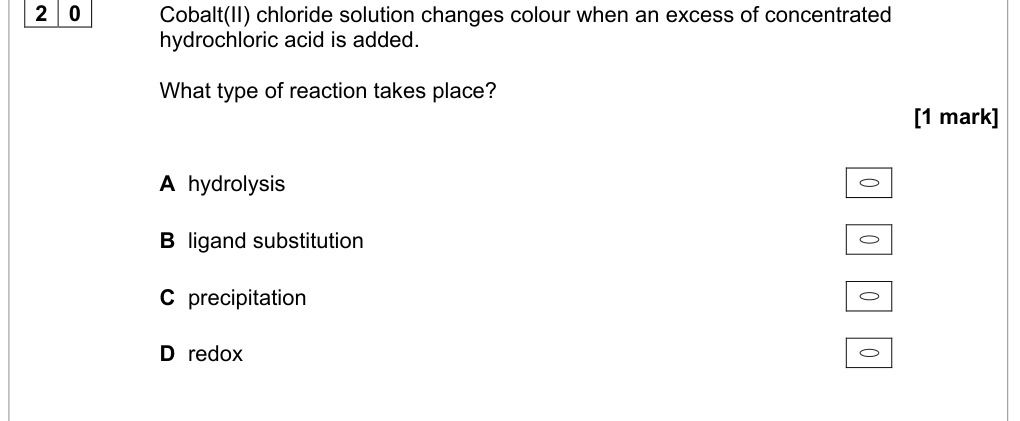 2 0
Cobalt(II) chloride solution changes colour when an excess of concentrated
hydrochloric acid is added.
What type of reaction takes place?
[1 mark]
A hydrolysis
B ligand substitution
C precipitation
D redox